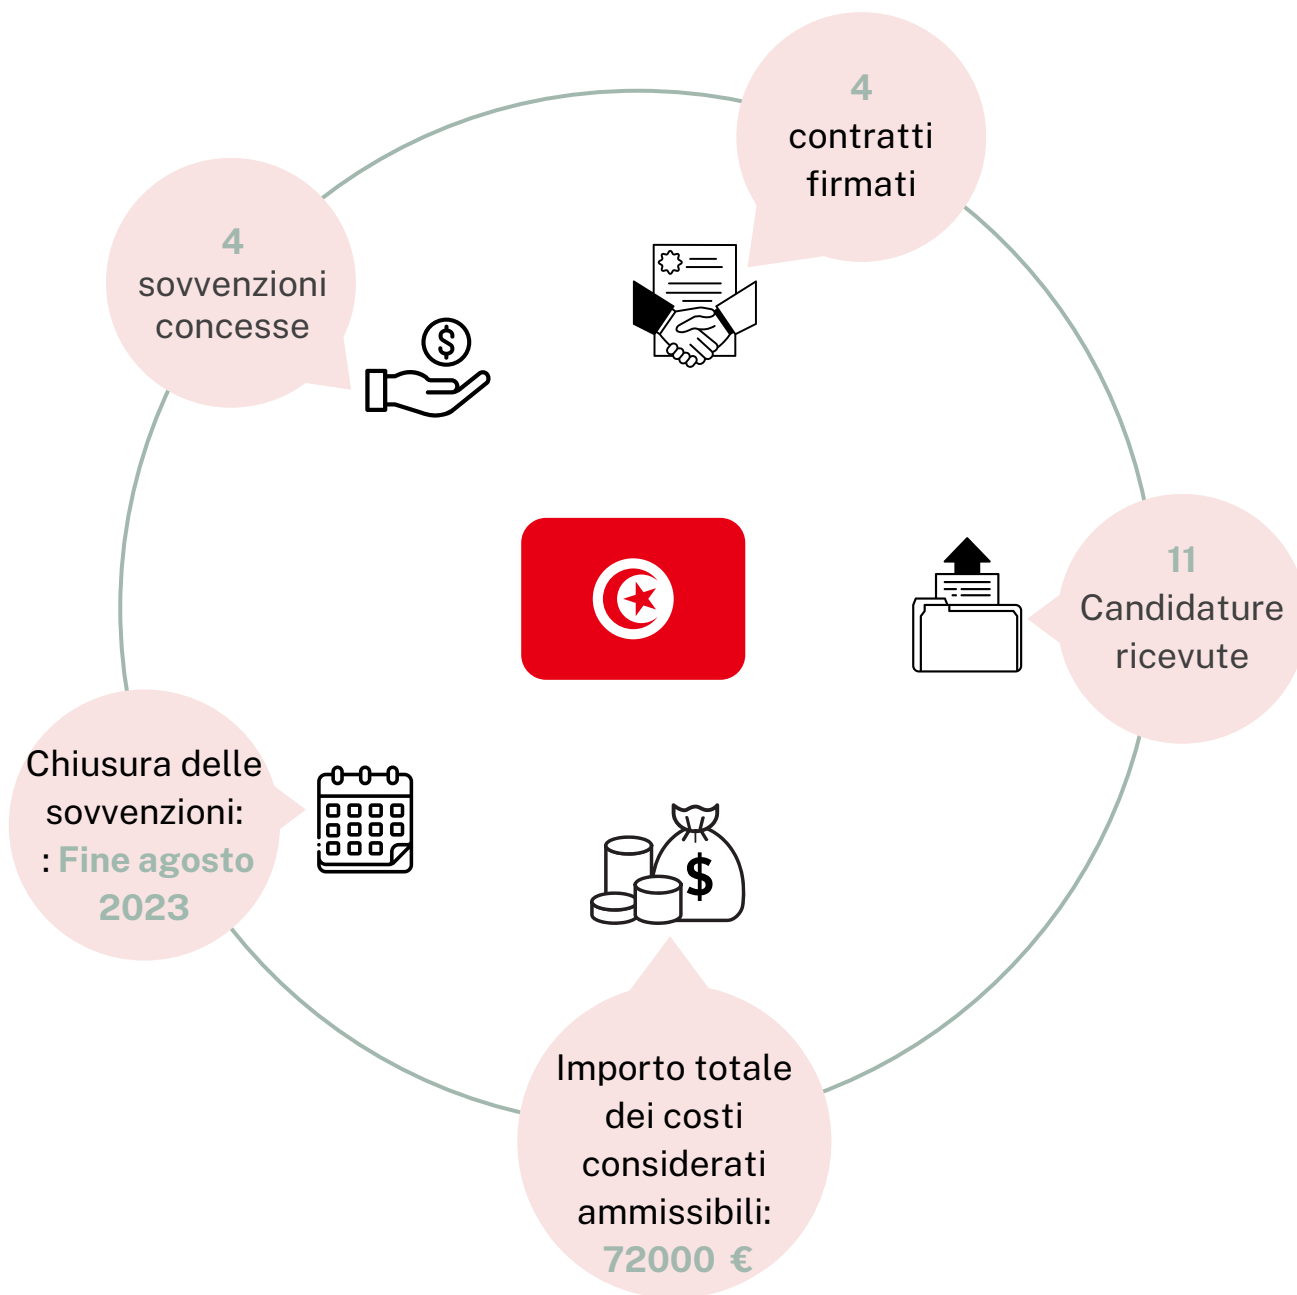 4
contratti
firmati
4
sovvenzioni
concesse
11
Candidature
ricevute
Chiusura delle
sovvenzioni:
: Fine agosto
2023
$
$
Importo totale
dei costi
considerati
ammissibili:
72000 €